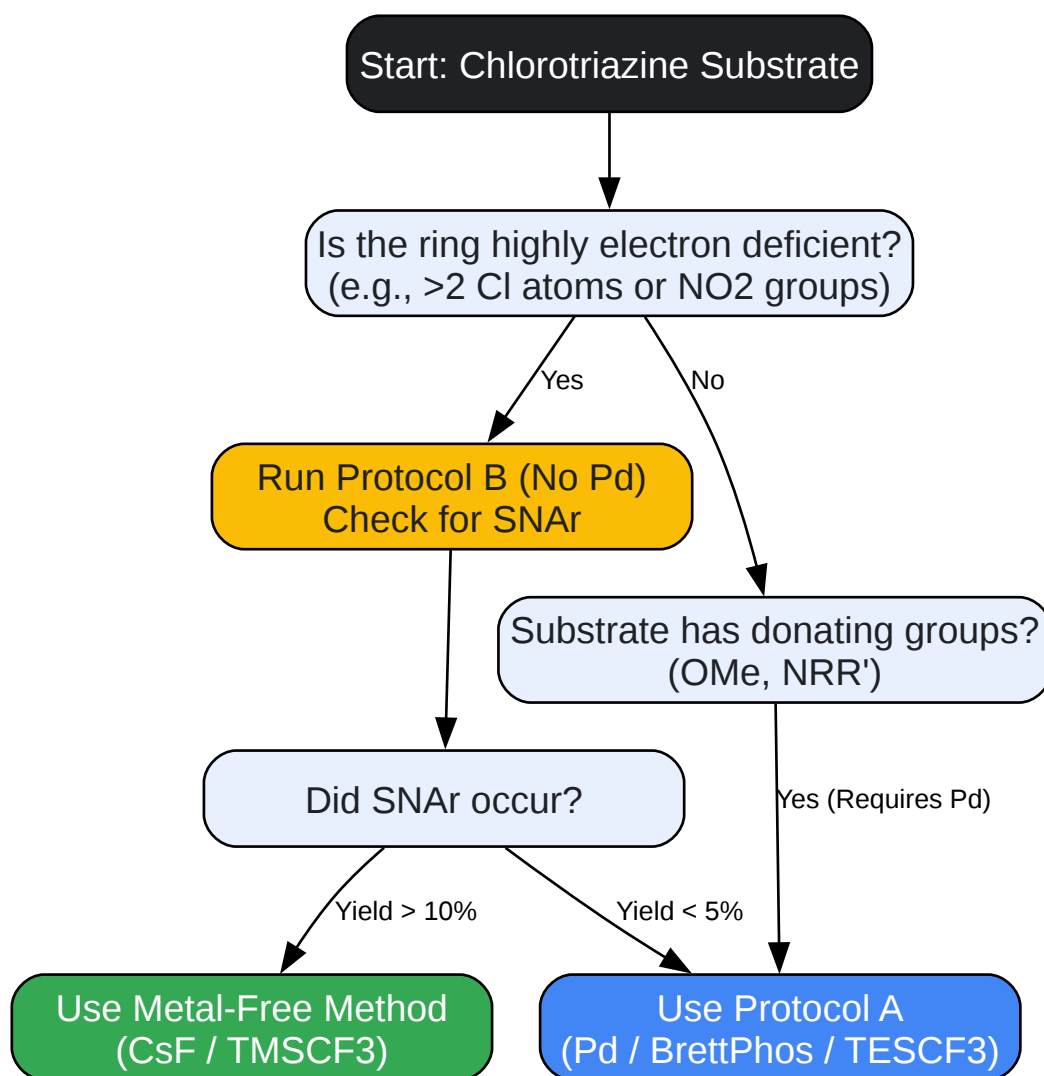 Start: Chlorotriazine Substrate
Is the ring highly electron deficient?
(e.g., >2 Cl atoms or NO2 groups)
Yes
No
Run Protocol B (No Pd)
Check for SNAr
Substrate has donating groups?
(OMe, NRR')
Did SNAr occur?
Yes (Requires Pd)
Yield > 10%
Yield < 5%
Use Metal-Free Method
(CsF / TMSCF3)
Use Protocol A
(Pd / BrettPhos / TESCF3)